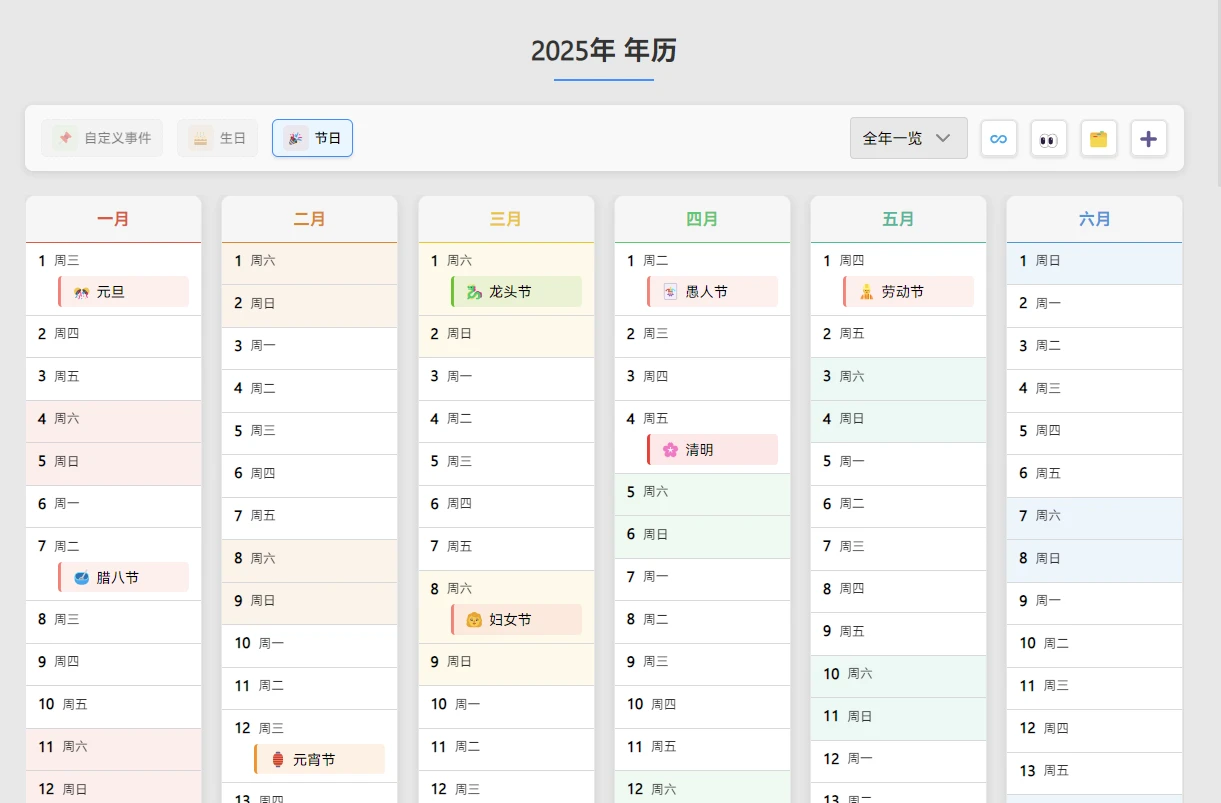 2025年 年历
自定义事件
生日
节日
全年一览
一月
1 周三
元旦
2 周四
3 周五
4 周六
5 周日
6 周一
7 周二
腊八节
8 周三
9 周四
10 周五
11 周六
12 周日
二月
1 周六
2 周日
3 周一
4 周二
5 周三
6 周四
7 周五
8 周六
9 周日
10 周一
11 周二
12 周三
元宵节
13 周四
三月
1 周六
龙头节
2 周日
3 周一
4 周二
5 周三
6 周四
7 周五
8 周六
妇女节
9 周日
10 周一
11 周二
12 周三
四月
1 周二
愚人节
2 周三
3 周四
4 周五
清明
5 周六
6 周日
7 周一
8 周二
9 周三
10 周四
11 周五
12 周六
五月
1 周四
劳动节
2 周五
3 周六
4 周日
5 周一
6 周二
7 周三
8 周四
9 周五
10 周六
11 周日
12 周一
13 周二
六月
1 周日
2 周一
3 周二
4 周三
5 周四
6 周五
7 周六
8 周日
9 周一
10 周二
11 周三
12 周四
13 周五